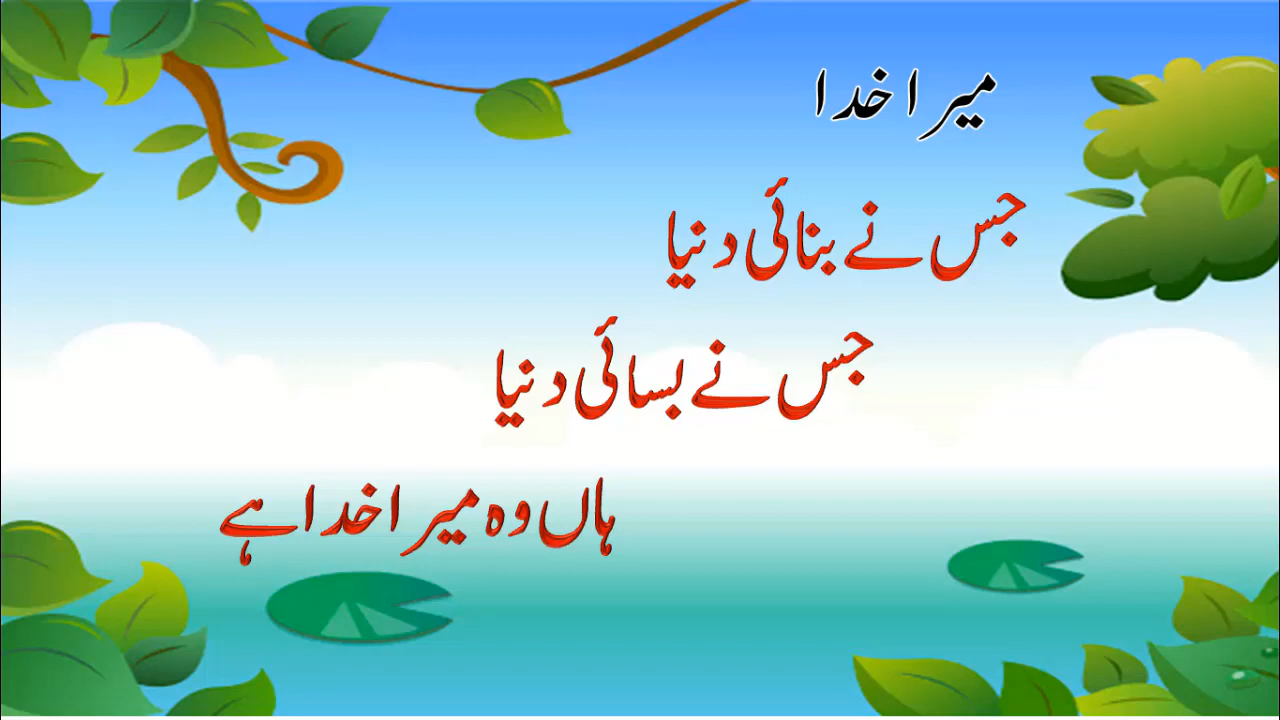 میرا خدا
جس نے بنائی دنیا
جس نے بسائی دنیا
ہاں وہ میرا خدا ہے